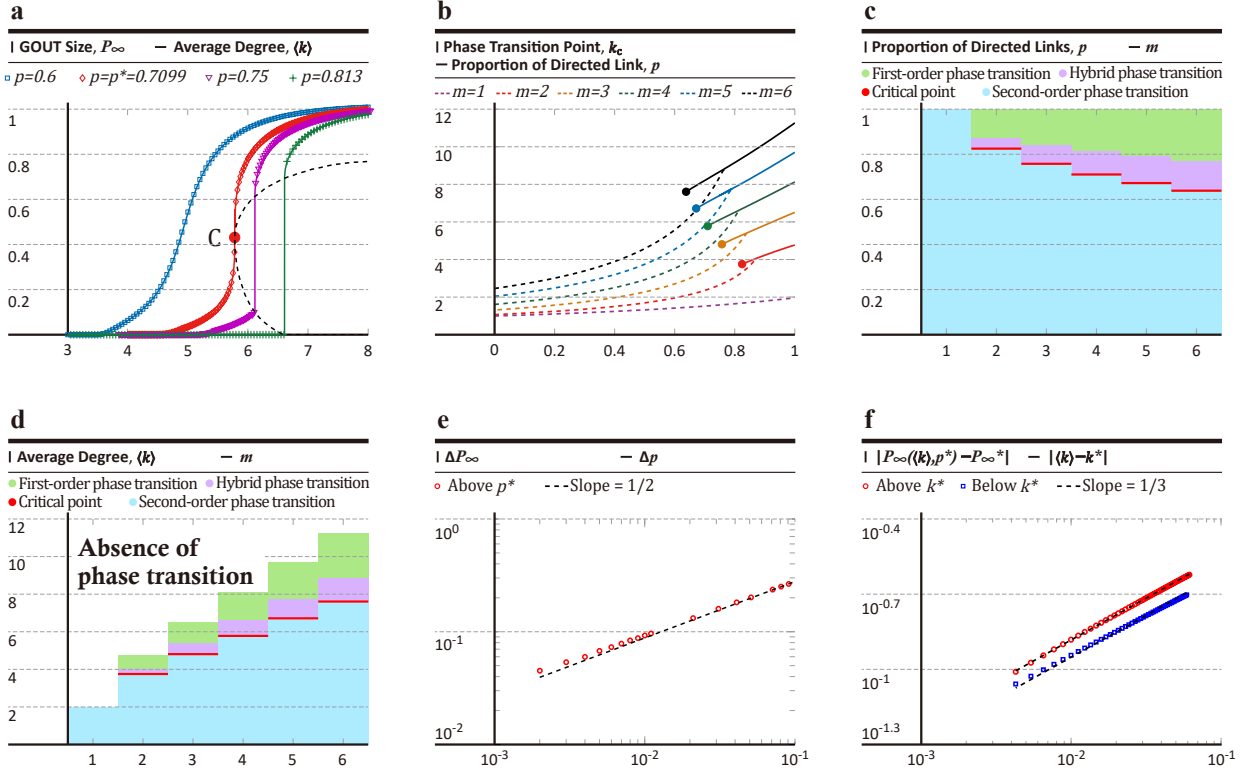 a
I GOUT Size, P∞ — Average Degree, ⟨k⟩
p=0.6 p=p*=0.7099 p=0.75 p=0.813
1
0.8
0.6
0.4
0.2
C
3 4 5 6 7 8
b
I Phase Transition Point, kc
— Proportion of Directed Link, p
m=1 m=2 m=3 m=4 m=5 m=6
12
10
8
6
4
2
0 0.2 0.4 0.6 0.8 1
c
I Proportion of Directed Links, p — m
First-order phase transition Hybrid phase transition
Critical point Second-order phase transition
1
0.8
0.6
0.4
0.2
1 2 3 4 5 6
d
I Average Degree, ⟨k⟩ — m
First-order phase transition Hybrid phase transition
Critical point Second-order phase transition
12
10
8
6
4
2
Absence of
phase transition
1 2 3 4 5 6
e
I ΔP∞ — Δp
Above p* Slope = 1/2
10^0
10^-1
10^-2
10^-3 10^-2 10^-1
f
I |P∞(⟨k⟩,p*) −P∞*| — |⟨k⟩−k*|
Above k* Below k* Slope = 1/3
10^-0.4
10^-0.7
10^-1
10^-1.3
10^-3 10^-2 10^-1